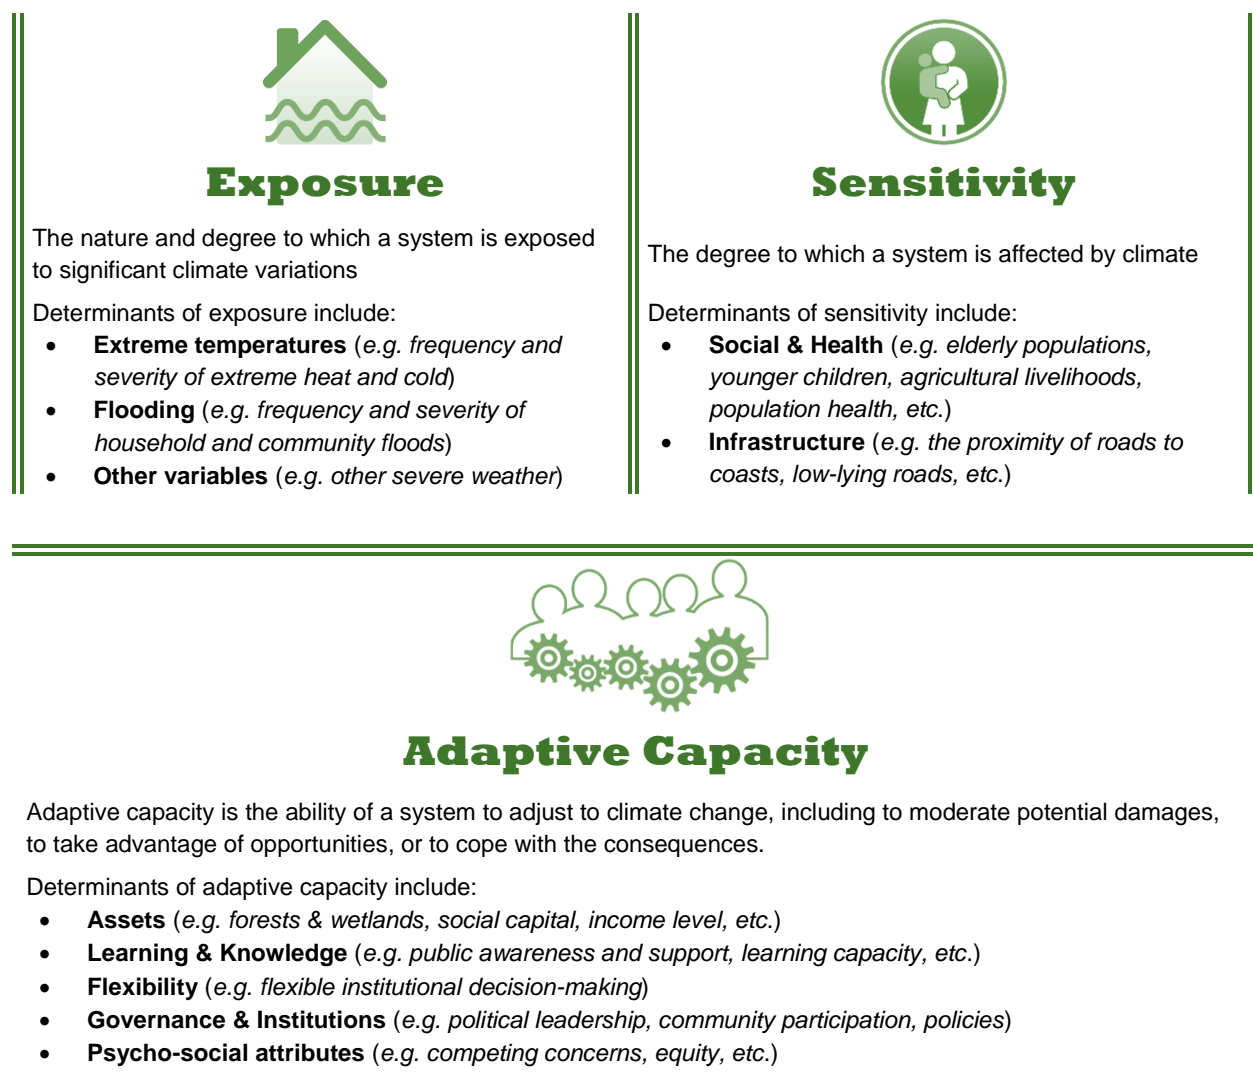 Exposure
The nature and degree to which a system is exposed
to significant climate variations
Determinants of exposure include:
• Extreme temperatures (e.g. frequency and
severity of extreme heat and cold)
• Flooding (e.g. frequency and severity of
household and community floods)
• Other variables (e.g. other severe weather)
Sensitivity
The degree to which a system is affected by climate
Determinants of sensitivity include:
• Social & Health (e.g. elderly populations,
younger children, agricultural livelihoods,
population health, etc.)
• Infrastructure (e.g. the proximity of roads to
coasts, low-lying roads, etc.)
Adaptive Capacity
Adaptive capacity is the ability of a system to adjust to climate change, including to moderate potential damages,
to take advantage of opportunities, or to cope with the consequences.
Determinants of adaptive capacity include:
• Assets (e.g. forests & wetlands, social capital, income level, etc.)
• Learning & Knowledge (e.g. public awareness and support, learning capacity, etc.)
• Flexibility (e.g. flexible institutional decision-making)
• Governance & Institutions (e.g. political leadership, community participation, policies)
• Psycho-social attributes (e.g. competing concerns, equity, etc.)